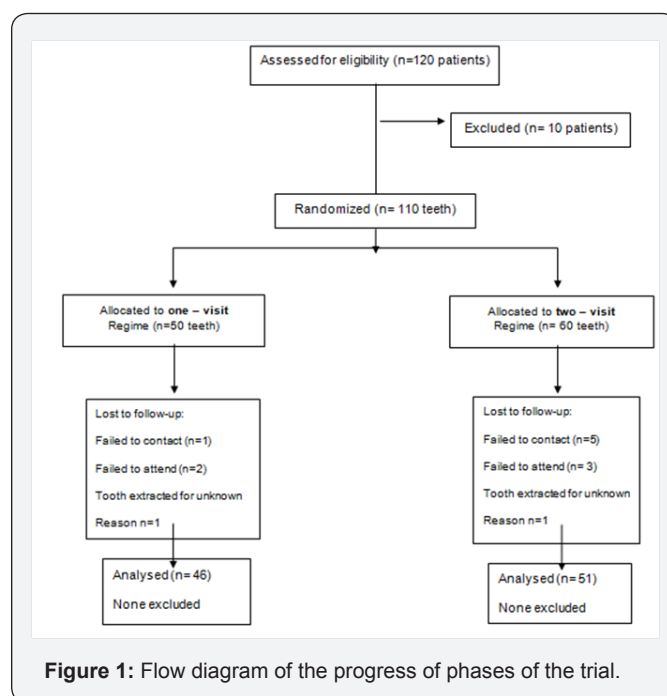 Assessed for eligibility (n=120 patients)
Excluded (n= 10 patients)
Randomized (n= 110 teeth)
Allocated to one – visit
Regime (n=50 teeth)
Allocated to two – visit
Regime (n= 60 teeth)
Lost to follow-up:
Failed to contact (n=1)
Failed to attend (n=2)
Tooth extracted for unknown
Reason n=1
Lost to follow-up:
Failed to contact (n=5)
Failed to attend (n= 3)
Tooth extracted for unknown
Reason n=1
Analysed (n= 46)
None excluded
Analysed (n= 51)
None excluded
Figure 1: Flow diagram of the progress of phases of the trial.